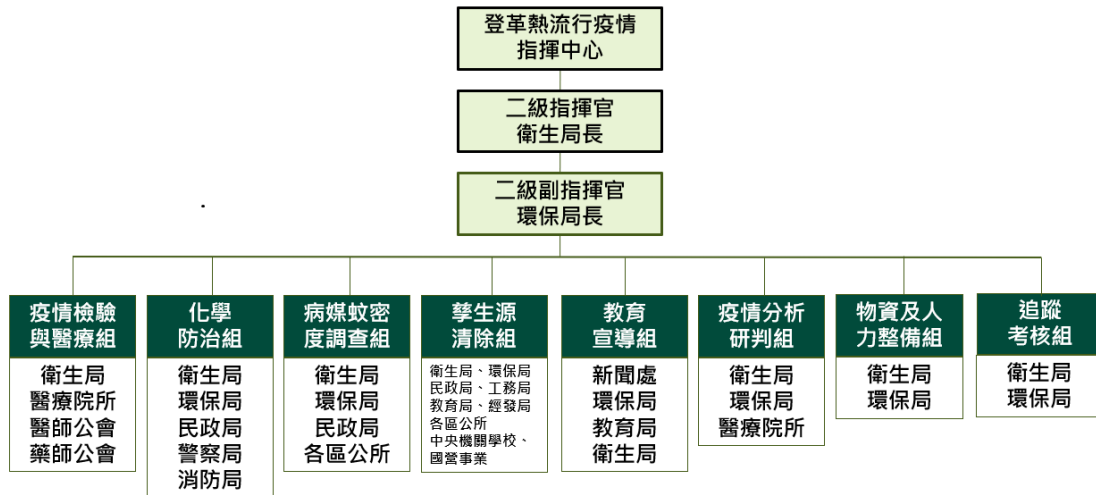 登革熱流行疫情
指揮中心
二級指揮官
衛生局長
二級副指揮官
環保局長
疫情檢驗
與醫療組
衛生局
醫療院所
醫師公會
藥師公會
化學
防治組
衛生局
環保局
民政局
警察局
消防局
病媒蚊密
度調查組
衛生局
環保局
民政局
各區公所
孳生源
清除組
衛生局、環保局
民政局、工務局
教育局、經發局
各區公所
中央機關學校、
國營事業
教育
宣導組
新聞處
環保局
教育局
衛生局
疫情分析
研判組
衛生局
環保局
醫療院所
物資及人
力整備組
衛生局
環保局
追蹤
考核組
衛生局
環保局